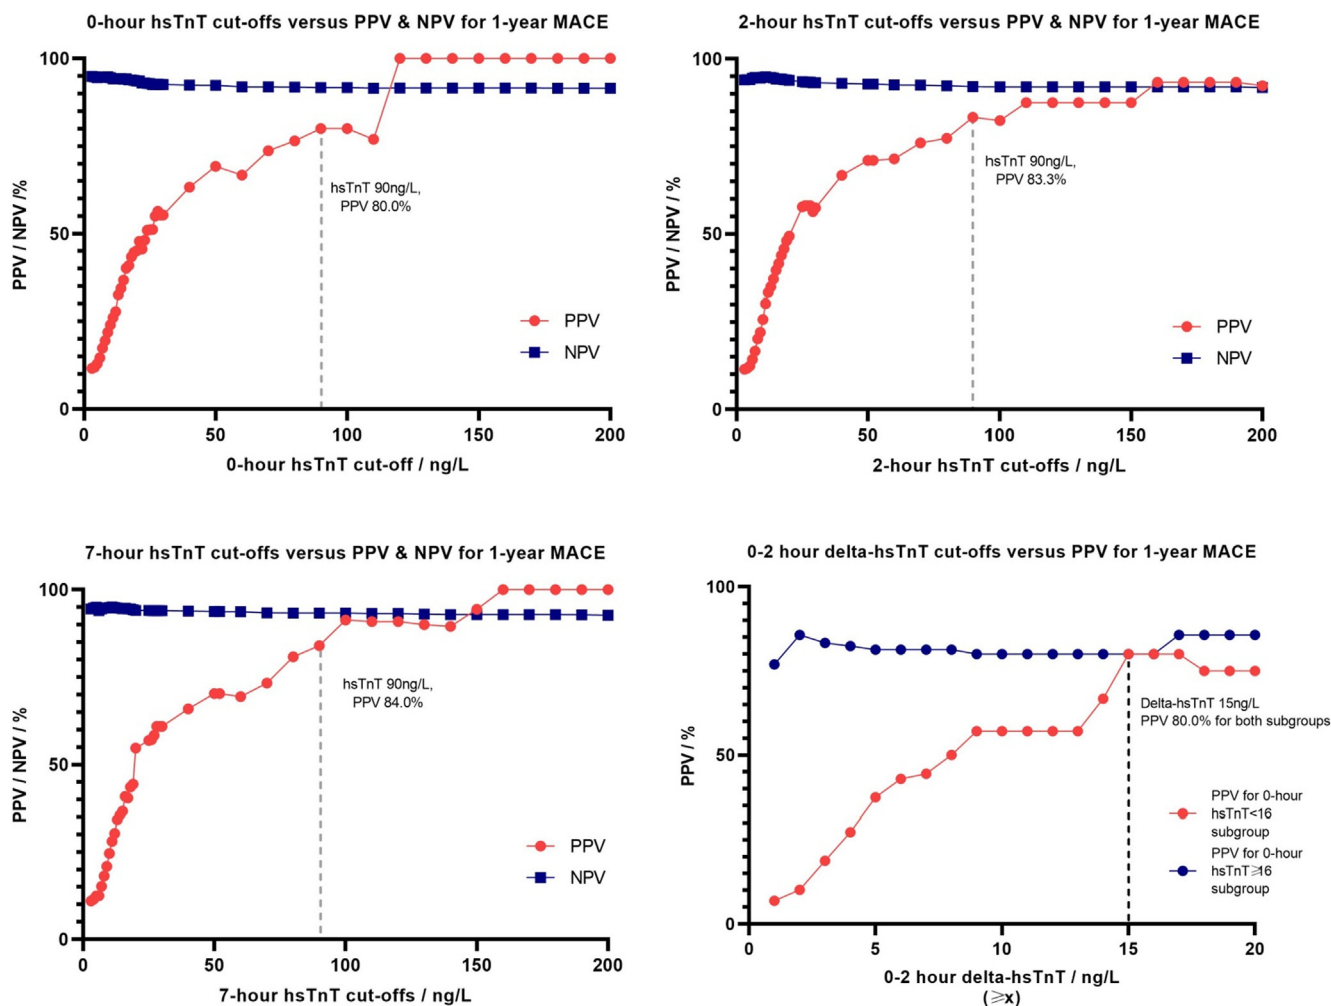 0-hour hsTnT cut-offs versus PPV & NPV for 1-year MACE
PPV / NPV /%
100
50
0
hsTnT 90ng/L,
PPV 80.0%
PPV
NPV
0 50 100 150 200
0-hour hsTnT cut-off / ng/L
2-hour hsTnT cut-offs versus PPV & NPV for 1-year MACE
PPV / NPV / %
100
50
0
hsTnT 90ng/L,
PPV 83.3%
PPV
NPV
0 50 100 150 200
2-hour hsTnT cut-offs / ng/L
7-hour hsTnT cut-offs versus PPV & NPV for 1-year MACE
PPV / NPV / %
100
50
0
hsTnT 90ng/L,
PPV 84.0%
PPV
NPV
0 50 100 150 200
7-hour hsTnT cut-offs / ng/L
0-2 hour delta-hsTnT cut-offs versus PPV for 1-year MACE
PPV / %
100
50
0
Delta-hsTnT 15ng/L
PPV 80.0% for both subgroups
PPV for 0-hour
hsTnT<16
subgroup
PPV for 0-hour
hsTnT⩾16
subgroup
0 5 10 15 20
0-2 hour delta-hsTnT / ng/L
(⩾x)